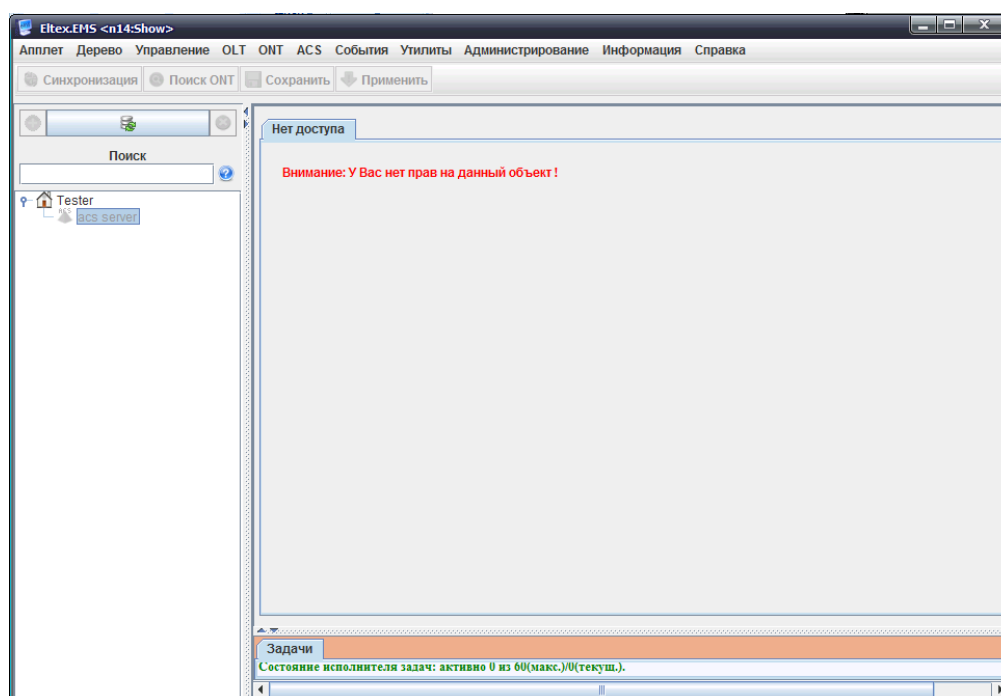 Eltex.EMS <n14:Show>
Апплет Дерево Управление OLT ONT ACS События Утилиты Администрирование Информация Справка
Синхронизация Поиск ONT Сохранить Применить
Нет доступа
Поиск
Внимание: У Вас нет прав на данный объект !
Tester
ACS acs server
Задачи
Состояние исполнителя задач: активно 0 из 60(макс.)/0(текущ.).